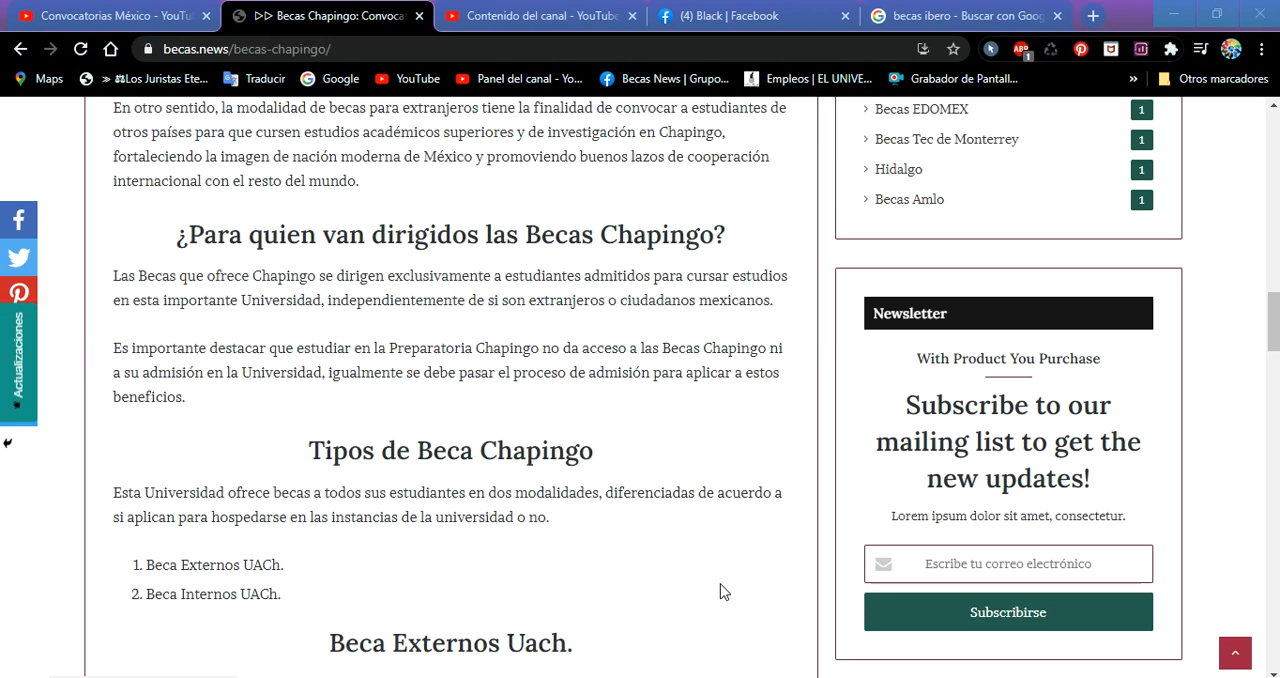 Convocatorias México - YouTu
▷▷ Becas Chapingo: Convocat
Contenido del canal - YouTube
(4) Black | Facebook
becas ibero - Buscar con Goog
becas.news/becas-chapingo/
ABP
1
Maps
» ⚖Los Juristas Ete...
Traducir
Google
YouTube
Panel del canal - Yo...
Becas News | Grupo...
Empleos | EL UNIVE...
Grabador de Pantall...
»
Otros marcadores
En otro sentido, la modalidad de becas para extranjeros tiene la finalidad de convocar a estudiantes de
otros países para que cursen estudios académicos superiores y de investigación en Chapingo,
fortaleciendo la imagen de nación moderna de México y promoviendo buenos lazos de cooperación
internacional con el resto del mundo.
¿Para quien van dirigidos las Becas Chapingo?
Las Becas que ofrece Chapingo se dirigen exclusivamente a estudiantes admitidos para cursar estudios
en esta importante Universidad, independientemente de si son extranjeros o ciudadanos mexicanos.
Es importante destacar que estudiar en la Preparatoria Chapingo no da acceso a las Becas Chapingo ni
a su admisión en la Universidad, igualmente se debe pasar el proceso de admisión para aplicar a estos
beneficios.
Tipos de Beca Chapingo
Esta Universidad ofrece becas a todos sus estudiantes en dos modalidades, diferenciadas de acuerdo a
si aplican para hospedarse en las instancias de la universidad o no.
1. Beca Externos UACh.
2. Beca Internos UACh.
Beca Externos Uach.
Actualizaciones
Becas EDOMEX 1
Becas Tec de Monterrey 1
Hidalgo 1
Becas Amlo 1
Newsletter
With Product You Purchase
Subscribe to our
mailing list to get the
new updates!
Lorem ipsum dolor sit amet, consectetur.
Escribe tu correo electrónico
Subscribirse